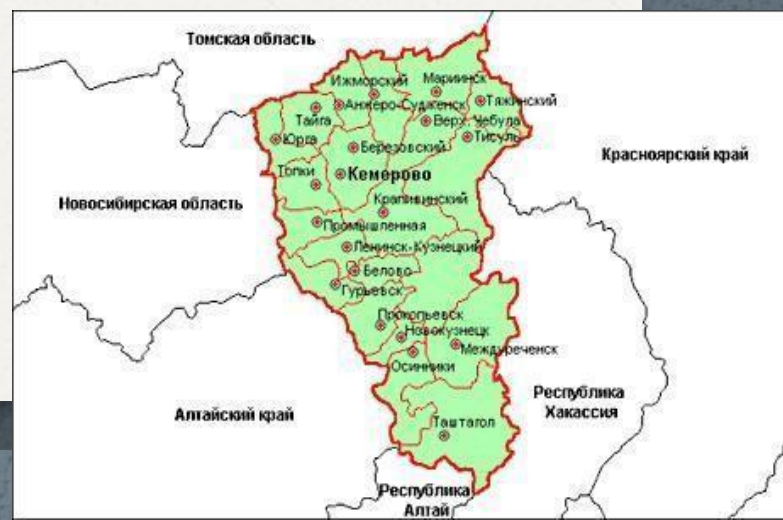 Томская область
Ижморский
Мариинск
Тяжинский
Анжеро-Судженск
Тайга
Верх. Чебула
Юрга
Тисуль
Березовский
Красноярский край
Топки
Кемерово
Крапивинский
Новосибирская область
Промышленная
Ленинск-Кузнецкий
Белово
Гурьевск
Прокопьевск
Новокузнецк
Междуреченск
Осинники
Республика
Хакассия
Алтайский край
Таштагол
Республика
Алтай